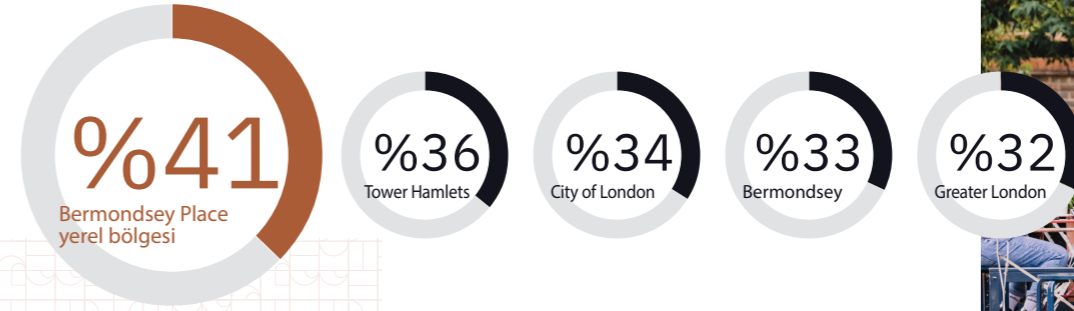 %41
Bermondsey Place
yerel bölgesi
%36
Tower Hamlets
%34
City of London
%33
Bermondsey
%32
Greater London